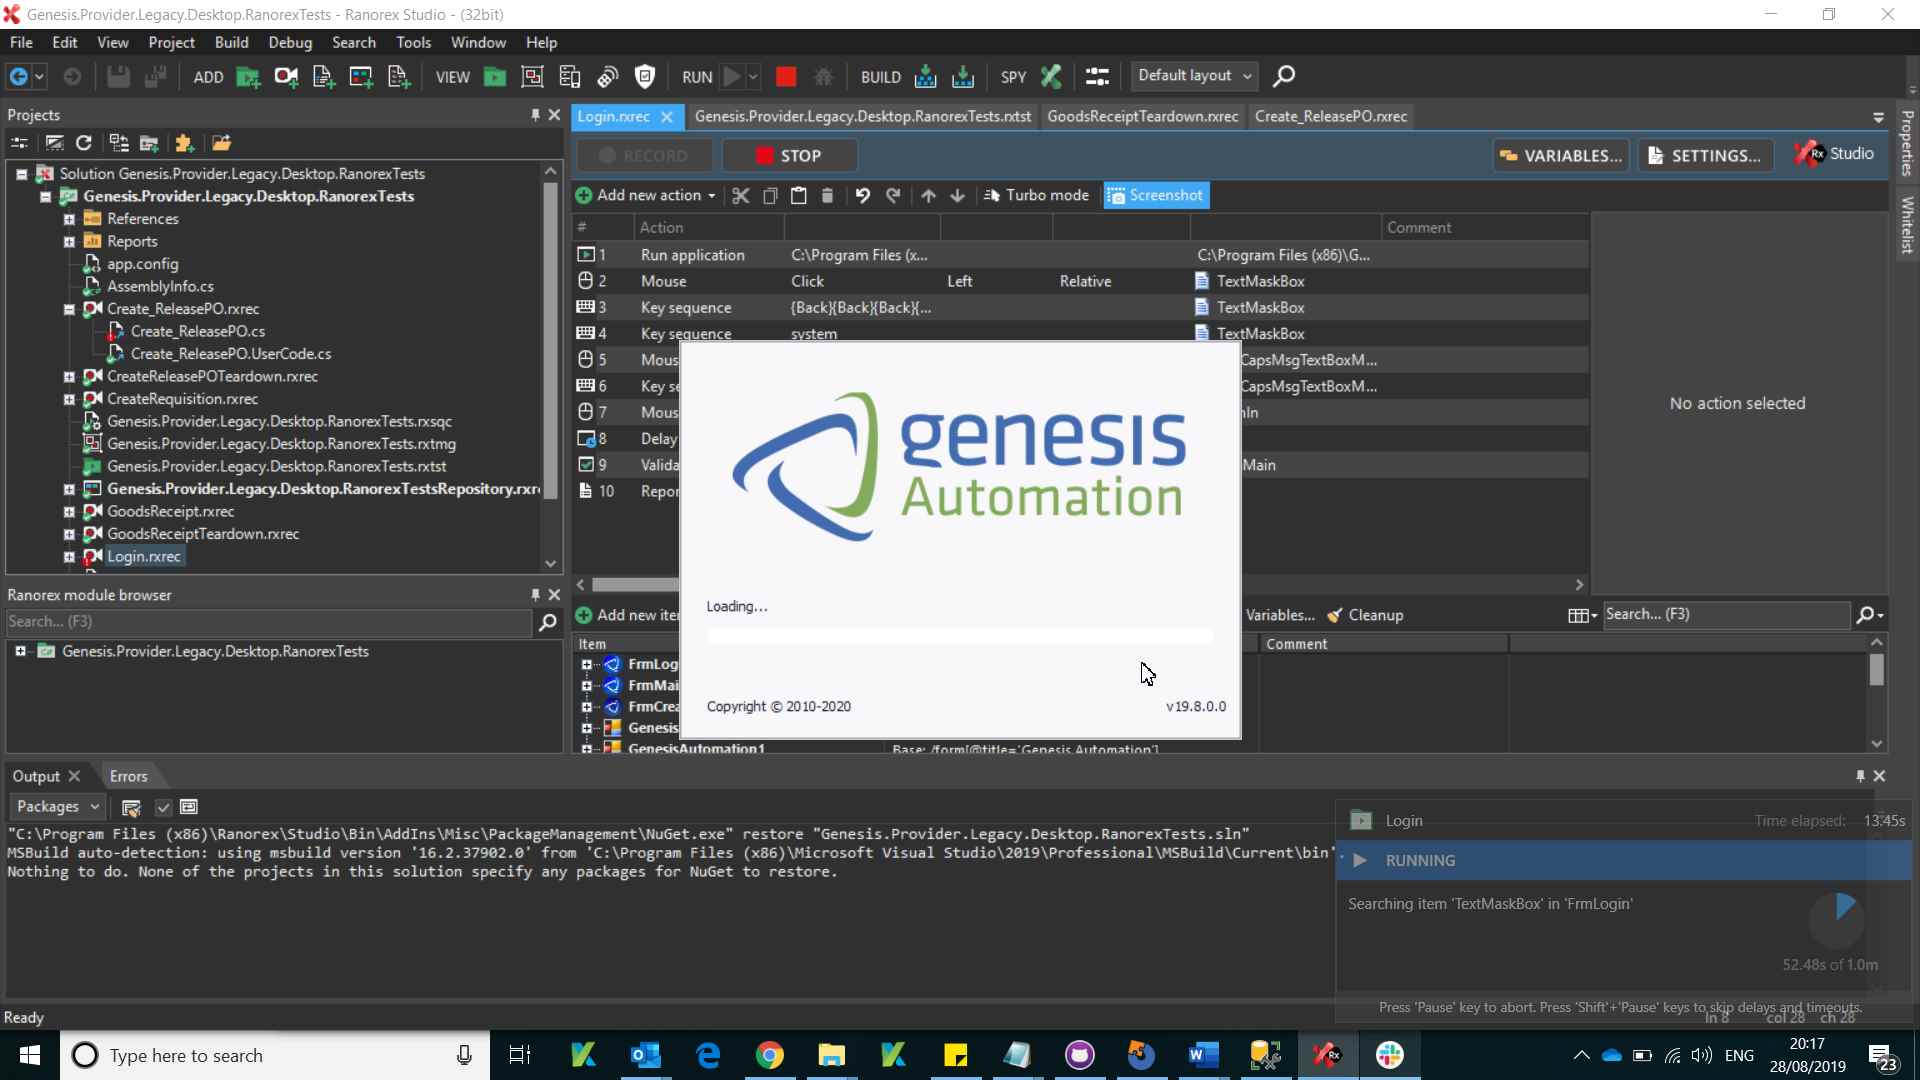 Genesis.Provider.Legacy.Desktop.RanorexTests - Ranorex Studio - (32bit)
File Edit View Project Build Debug Search Tools Window Help
ADD VIEW RUN BUILD SPY Default layout
Projects
Solution Genesis.Provider.Legacy.Desktop.RanorexTests
Genesis.Provider.Legacy.Desktop.RanorexTests
References
Reports
app.config
AssemblyInfo.cs
Create_ReleasePO.rxrec
Create_ReleasePO.cs
Create_ReleasePO.UserCode.cs
CreateReleasePOTeardown.rxrec
CreateRequisition.rxrec
Genesis.Provider.Legacy.Desktop.RanorexTests.rxsqc
Genesis.Provider.Legacy.Desktop.RanorexTests.rxtmg
Genesis.Provider.Legacy.Desktop.RanorexTests.rxtst
Genesis.Provider.Legacy.Desktop.RanorexTestsRepository.rxr
GoodsReceipt.rxrec
GoodsReceiptTeardown.rxrec
Login.rxrec
Ranorex module browser
Search... (F3)
Genesis.Provider.Legacy.Desktop.RanorexTests
Login.rxrec Genesis.Provider.Legacy.Desktop.RanorexTests.rxtst GoodsReceiptTeardown.rxrec Create_ReleasePO.rxrec
RECORD STOP VARIABLES... SETTINGS... Rx Studio
Add new action Turbo mode Screenshot
# Action Comment
1 Run application C:\Program Files (x... C:\Program Files (x86)\G...
2 Mouse Click Left Relative TextMaskBox
3 Key sequence {Back}{Back}{Back}{... TextMaskBox
4 Key sequence system TextMaskBox
5 Mous CapsMsgTextBoxM...
6 Key se CapsMsgTextBoxM...
7 Mous In
8 Delay
9 Valida Main
10 Repor
No action selected
genesis
Automation
Loading...
Copyright © 2010-2020 v19.8.0.0
Add new ite Variables... Cleanup Search... (F3)
Item Comment
FrmLog
FrmMai
FrmCrea
Genesis
GenesisAutomation1 Base: /form[@title='Genesis Automation']
Properties
Whitelist
Output Errors
Packages
"C:\Program Files (x86)\Ranorex\Studio\Bin\AddIns\Misc\PackageManagement\NuGet.exe" restore "Genesis.Provider.Legacy.Desktop.RanorexTests.sln"
MSBuild auto-detection: using msbuild version '16.2.37902.0' from 'C:\Program Files (x86)\Microsoft Visual Studio\2019\Professional\MSBuild\Current\bin'
Nothing to do. None of the projects in this solution specify any packages for NuGet to restore.
Login Time elapsed: 13.45s
RUNNING
Searching item 'TextMaskBox' in 'FrmLogin'
52.48s of 1.0m
Press 'Pause' key to abort. Press 'Shift'+'Pause' keys to skip delays and timeouts.
Ready ln 8 col 28 ch 28
Type here to search
ENG
20:17
28/08/2019
23